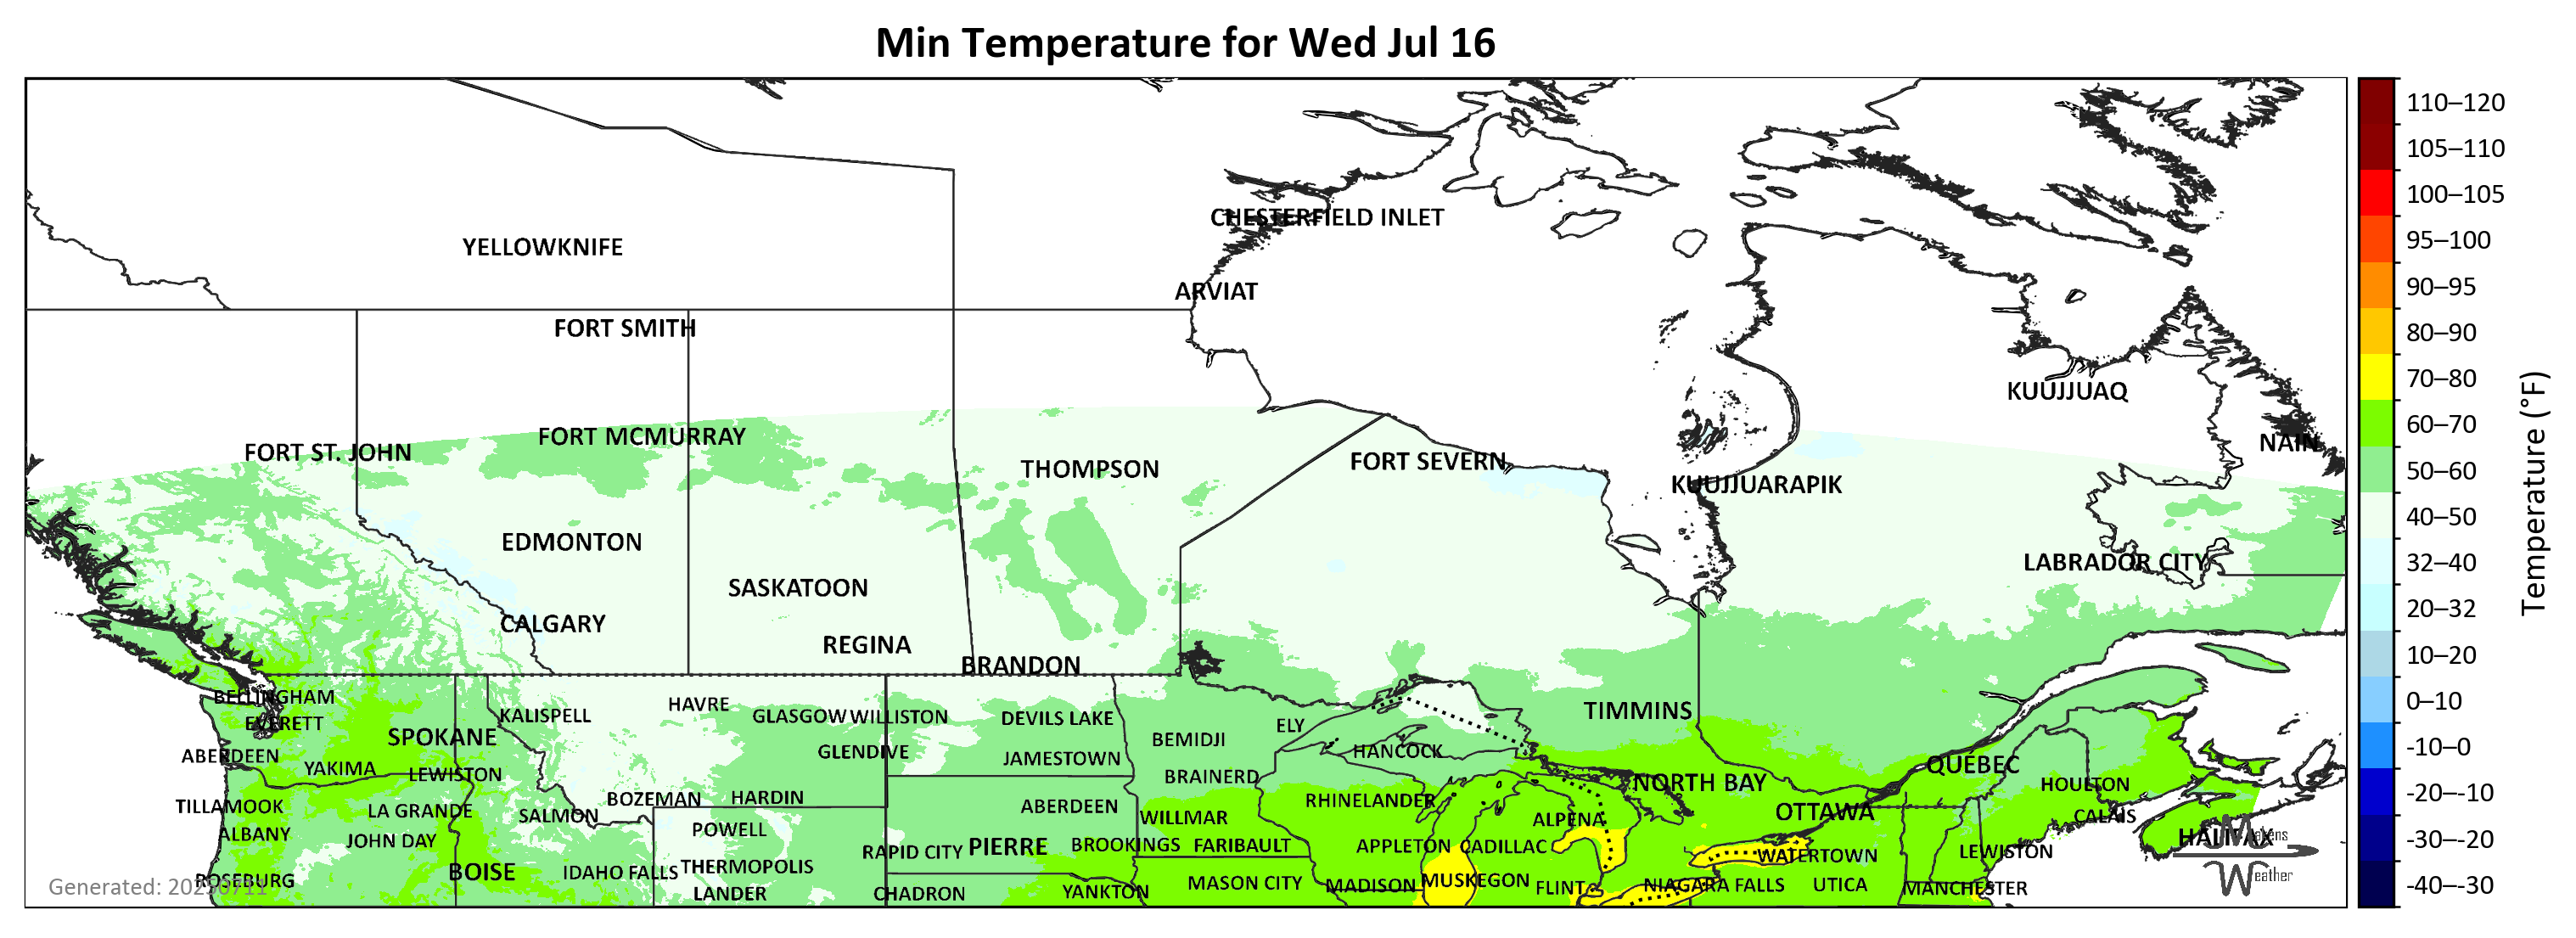 Min Temperature for Wed Jul 16
110–120
105–110
100–105
95–100
90–95
80–90
70–80
60–70
50–60
40–50
32–40
20–32
10–20
0–10
-10–0
-20–-10
-30–-20
-40–-30
Temperature (°F)
CHESTERFIELD INLET
YELLOWKNIFE
ARVIAT
FORT SMITH
KUUJJUAQ
FORT MCMURRAY
NAIN
FORT ST. JOHN
FORT SEVERN
THOMPSON
KUUJJUARAPIK
EDMONTON
LABRADOR CITY
SASKATOON
CALGARY
REGINA
BRANDON
BELLINGHAM
HAVRE
KALISPELL
GLASGOW
WILLISTON
DEVILS LAKE
TIMMINS
EVERETT
ELY
SPOKANE
BEMIDJI
HANCOCK
ABERDEEN
GLENDIVE
JAMESTOWN
QUÉBEC
YAKIMA
LEWISTON
BRAINERD
NORTH BAY
HOULTON
BOZEMAN
HARDIN
RHINELANDER
TILLAMOOK
LA GRANDE
SALMON
ABERDEEN
WILLMAR
ALPENA
OTTAWA
CALAIS
ALBANY
JOHN DAY
POWELL
HALIFAX
RAPID CITY
PIERRE
BROOKINGS
FARIBAULT
APPLETON
CADILLAC
WATERTOWN
LEWISTON
BOISE
IDAHO FALLS
THERMOPOLIS
ROSEBURG
LANDER
CHADRON
YANKTON
MASON CITY
MADISON
MUSKEGON
FLINT
NIAGARA FALLS
UTICA
MANCHESTER
Generated: 20250711
Makens
Weather